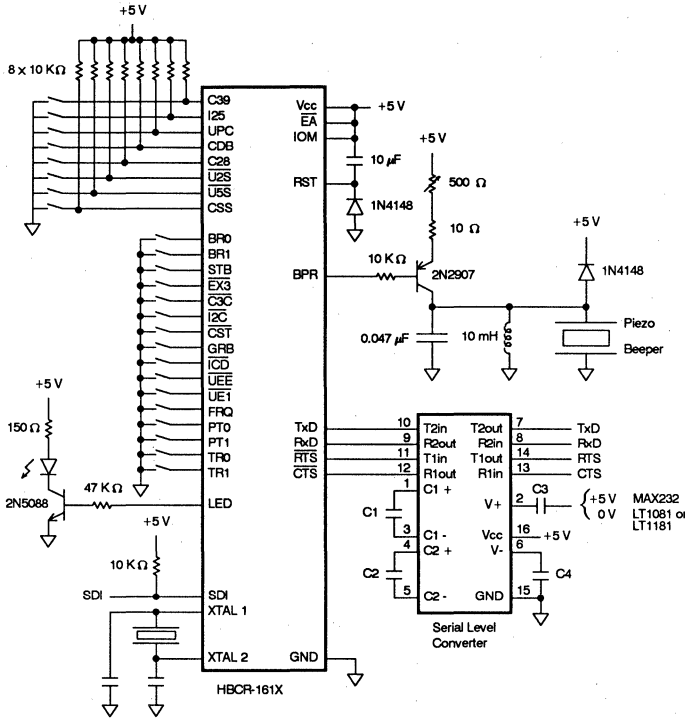 +5 V
8 x 10 KΩ
C39
I25
UPC
CDB
C28
U2S
U5S
CSS
BR0
BR1
STB
EX3
C3C
I2C
CST
GRB
ICD
UEE
UE1
FRQ
PT0
PT1
TR0
TR1
+5 V
150 Ω
2N5088
47 KΩ
LED
+5 V
10 KΩ
SDI
SDI
XTAL 1
XTAL 2
GND
HBCR-161X
Vcc
+5 V
EA
IOM
10 µF
RST
1N4148
BPR
10 KΩ
+5 V
500 Ω
10 Ω
2N2907
+5 V
1N4148
0.047 µF
10 mH
Piezo
Beeper
TxD
RxD
RTS
CTS
10 T2in T2out 7 TxD
9 R2out R2in 8 RxD
11 T1in T1out 14 RTS
12 R1out R1in 13 CTS
1 C1 +
C1
3 C1 -
4 C2 +
C2
5 C2 -
V+ 2 C3
+5 V
0 V
MAX232
LT1081 or
LT1181
Vcc 16 +5 V
V- 6
C4
GND 15
Serial Level
Converter